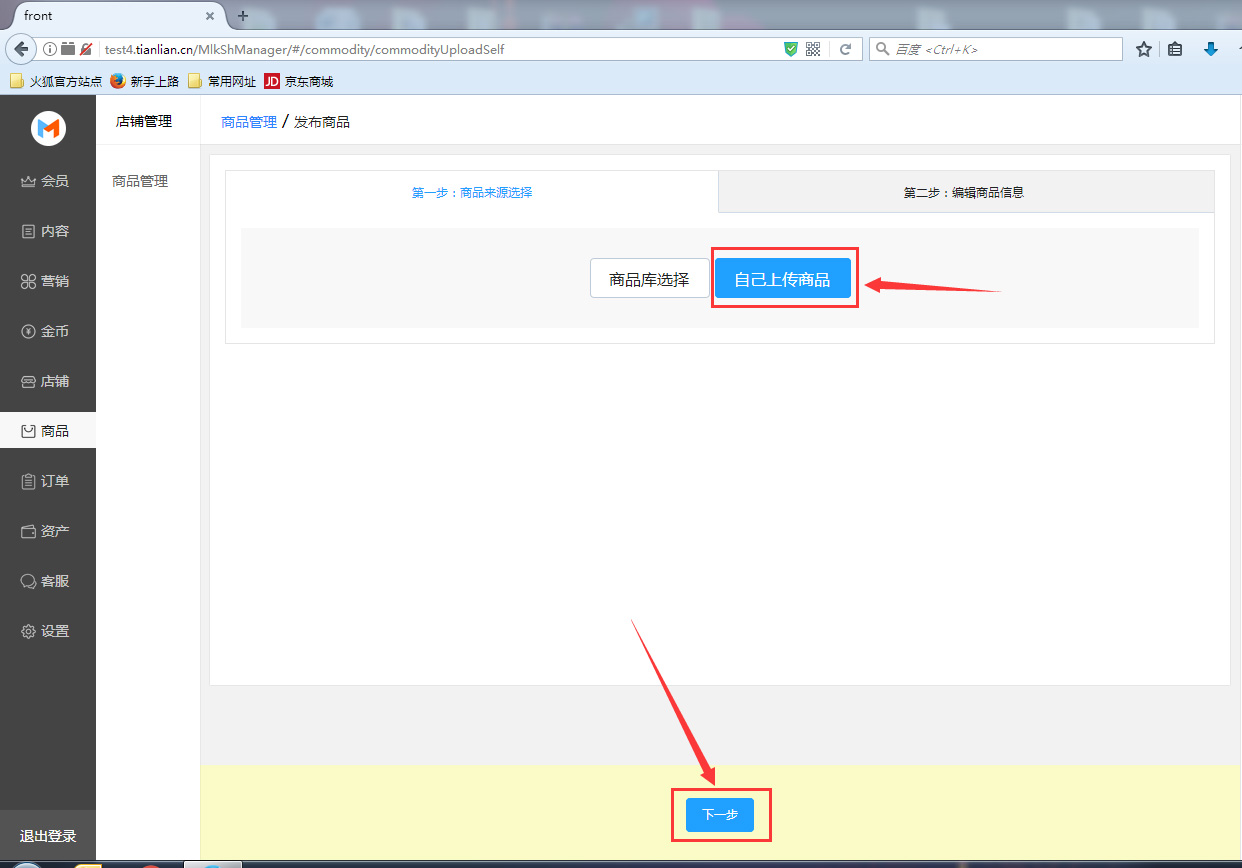 front
test4.tianlian.cn/MlkShManager/#/commodity/commodityUploadSelf
百度 <Ctrl+K>
火狐官方站点 新手上路 常用网址 JD 京东商城
店铺管理
商品管理 / 发布商品
会员
商品管理
第一步：商品来源选择
第二步：编辑商品信息
内容
营销
商品库选择
自己上传商品
金币
店铺
商品
订单
资产
客服
设置
下一步
退出登录